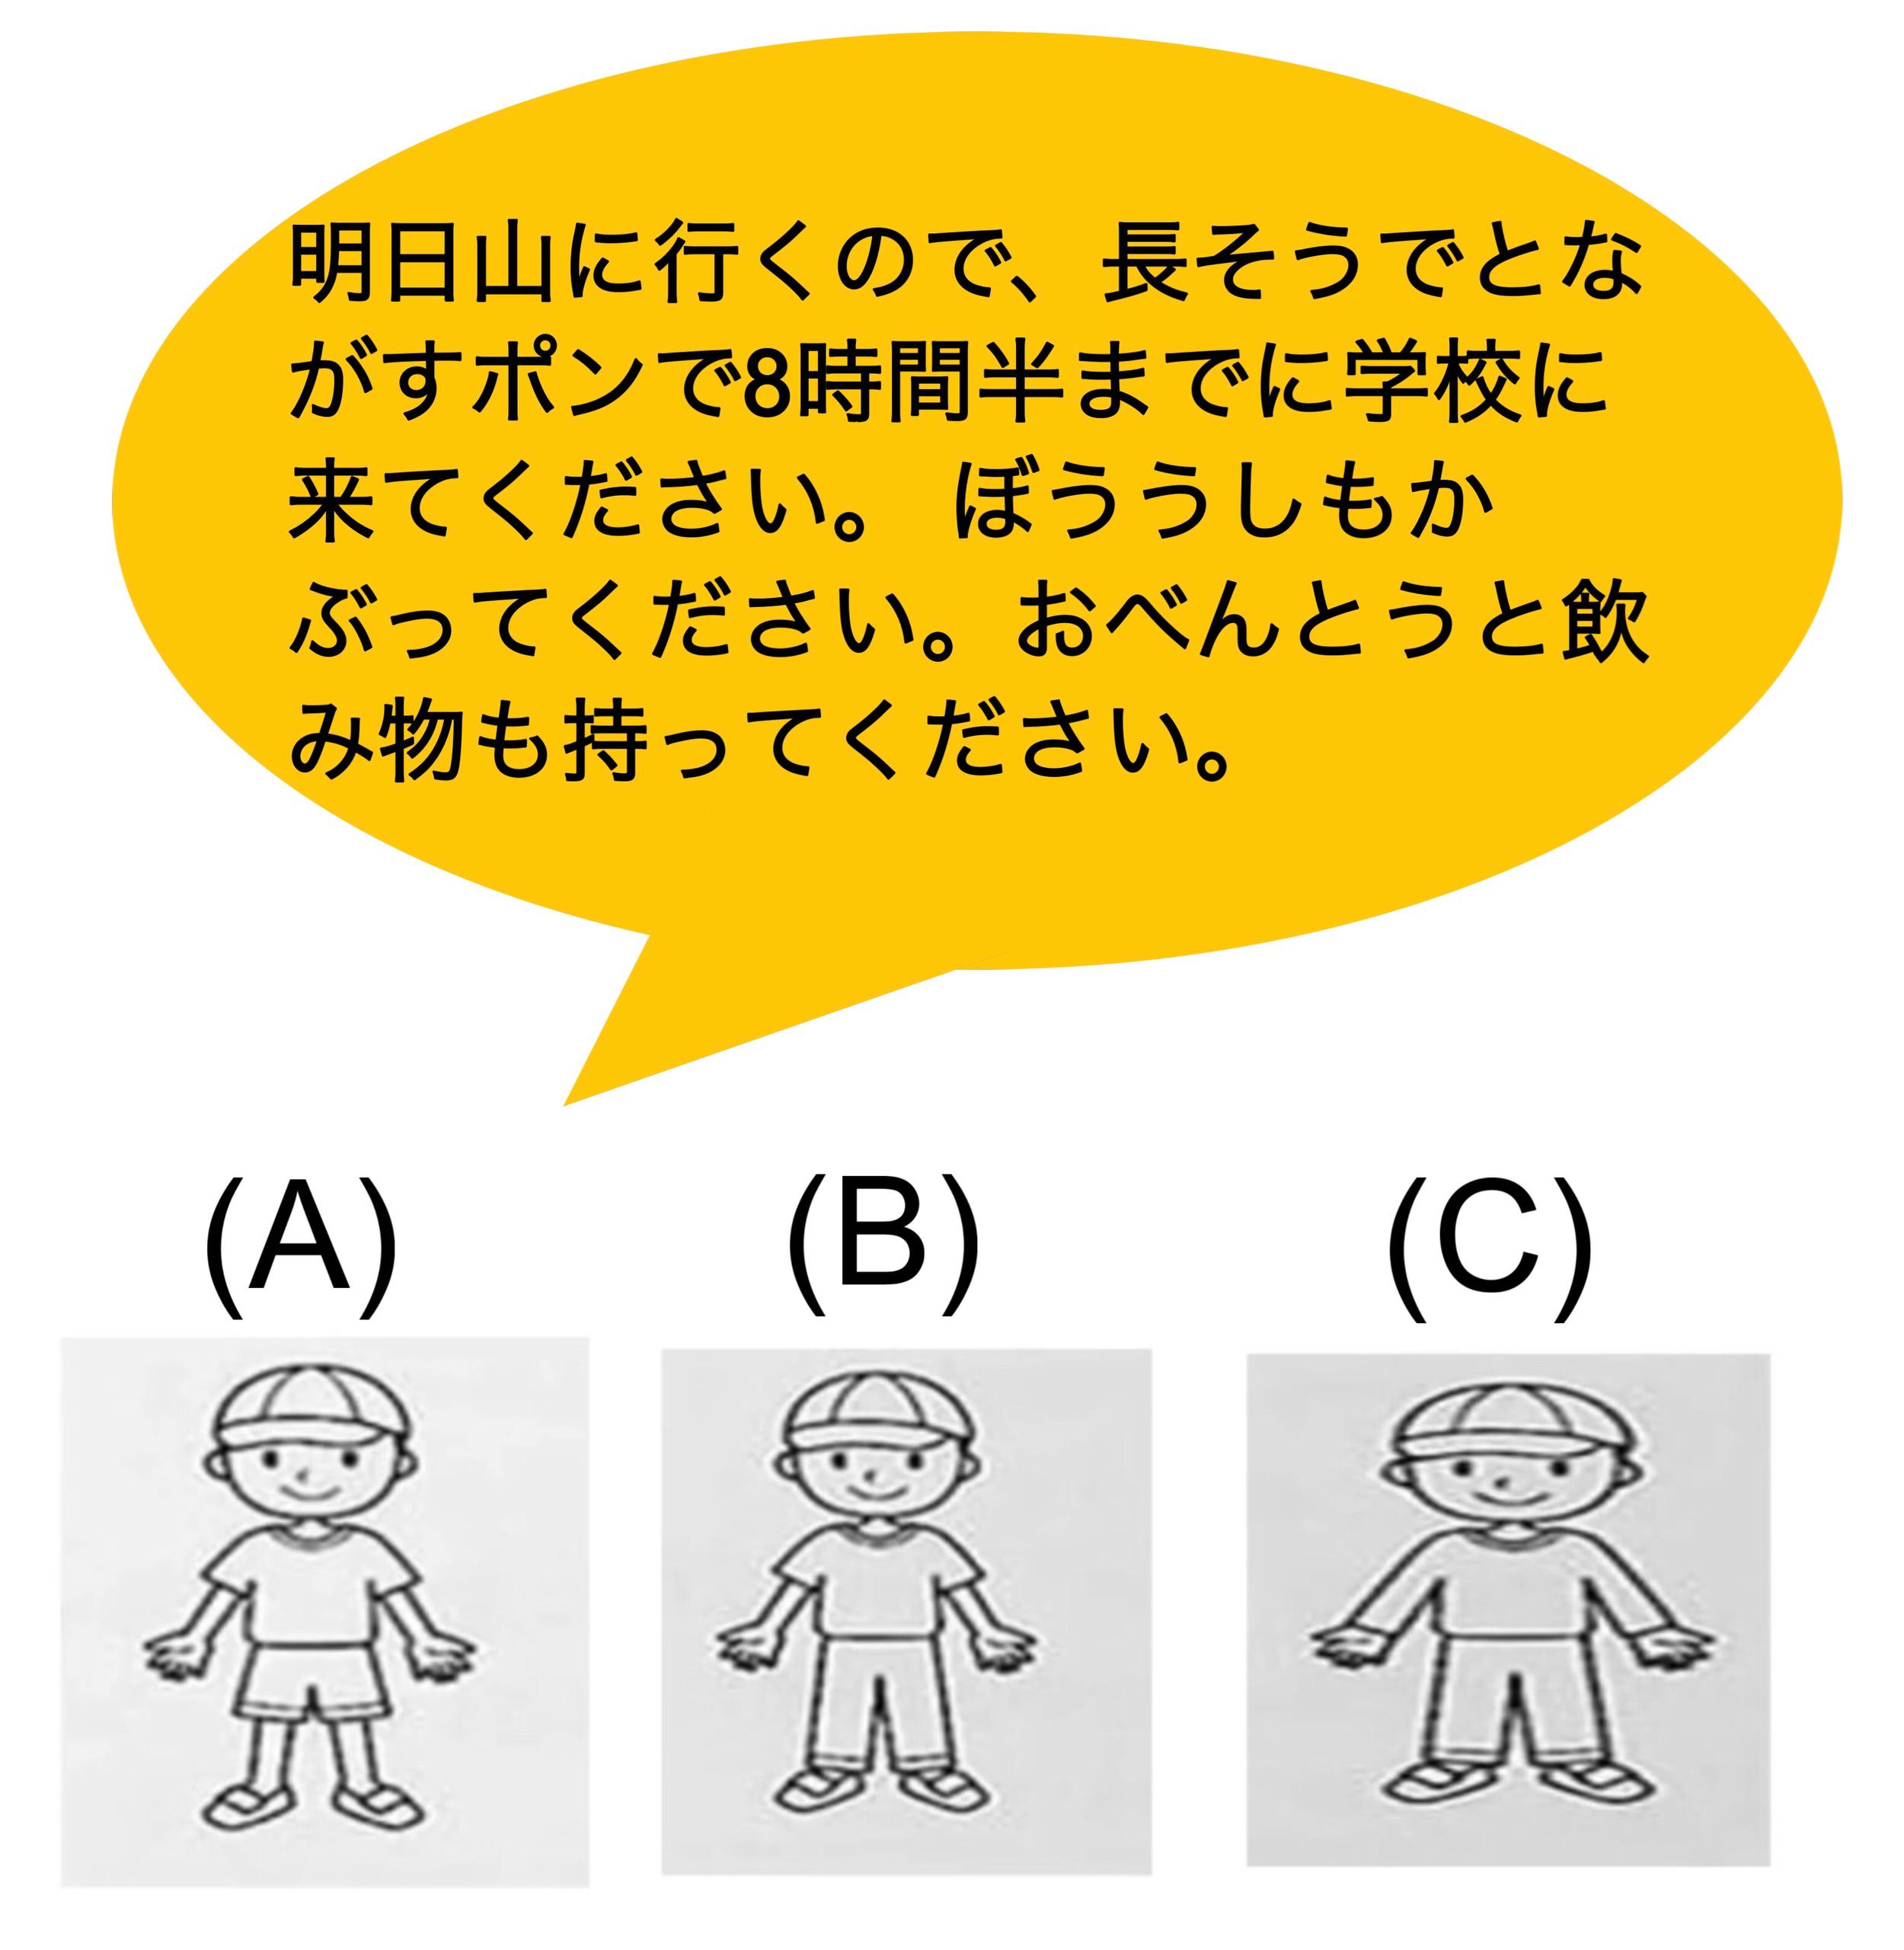 明日山に行くので、長そうでとな
がすポンで8時間半までに学校に
来てください。 ぼううしもか
ぶってください。おべんとうと飲
み物も持ってください。
(A) (B) (C)